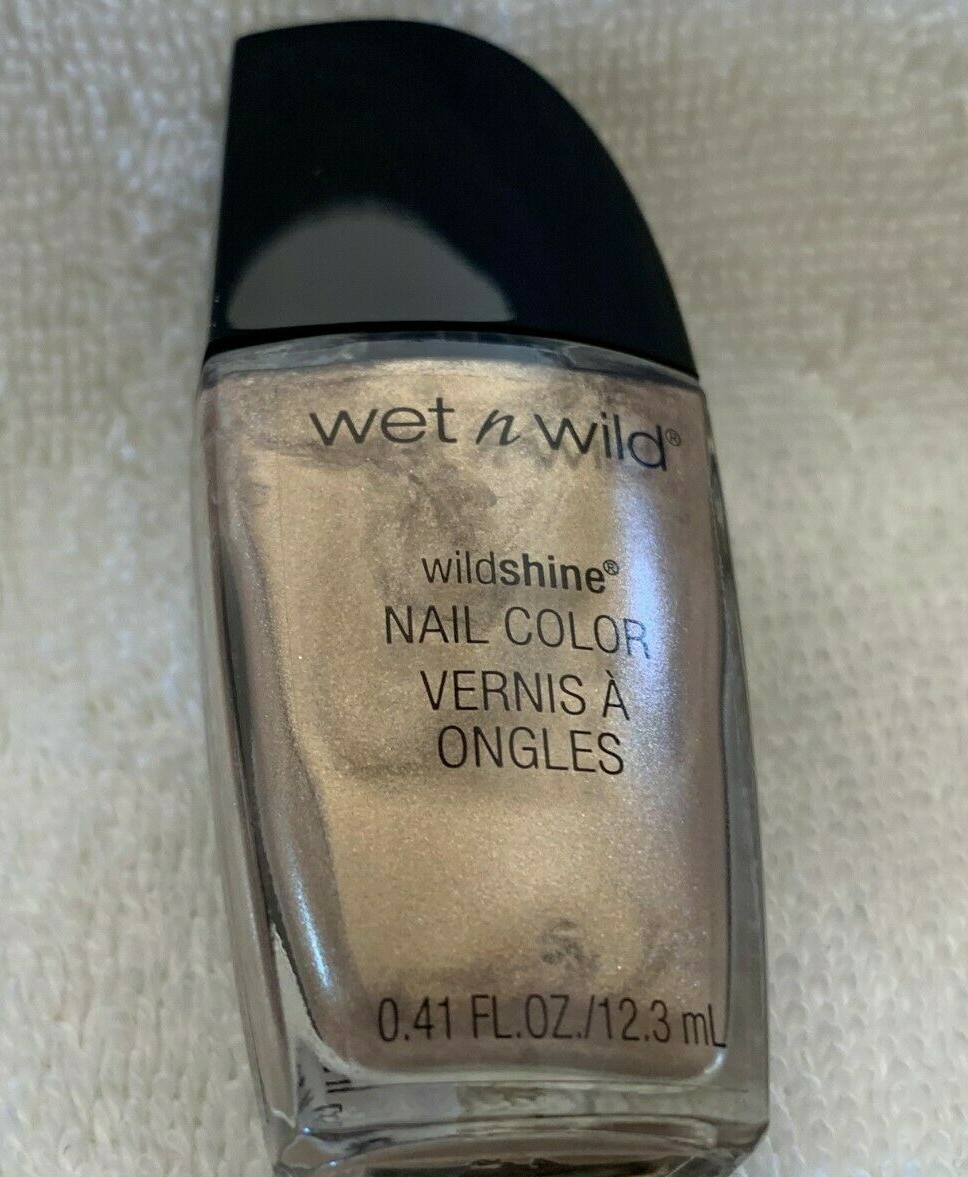 wet n wild®
wildshine®
NAIL COLOR
VERNIS À
ONGLES
0.41 FL.OZ./12.3 mL